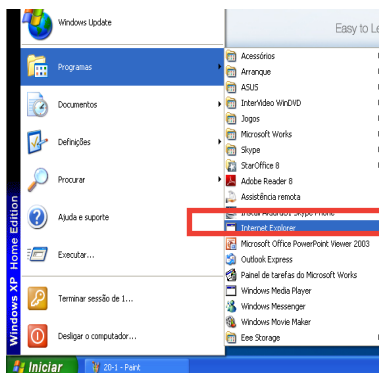 Windows Update
Programas
Documentos
Definições
Procurar
Ajuda e suporte
Executar...
Terminar sessão de 1...
Desligar o computador...
Windows XP Home Edition
Easy to Le
Acessórios
Arranque
ASUS
InterVideo WinDVD
Jogos
Microsoft Works
Skype
StarOffice 8
Adobe Reader 8
Assistência remota
Internet Explorer
Microsoft Office PowerPoint Viewer 2003
Outlook Express
Painel de tarefas do Microsoft Works
Windows Media Player
Windows Messenger
Windows Movie Maker
Eee Storage
Iniciar
20-1 - Paint